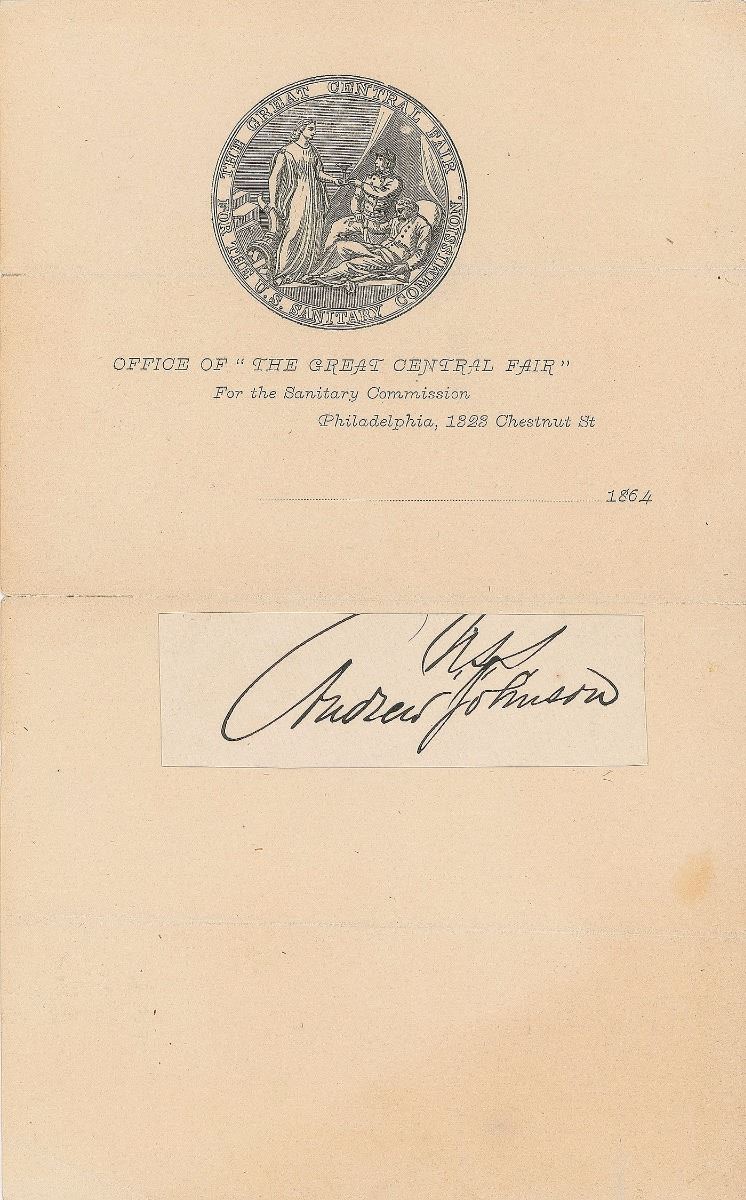 THE GREAT CENTRAL FAIR
FOR THE U.S. SANITARY COMMISSION.
OFFICE OF "THE GREAT CENTRAL FAIR"
For the Sanitary Commission
Philadelphia, 1323 Chestnut St
1864
Andrew Johnson